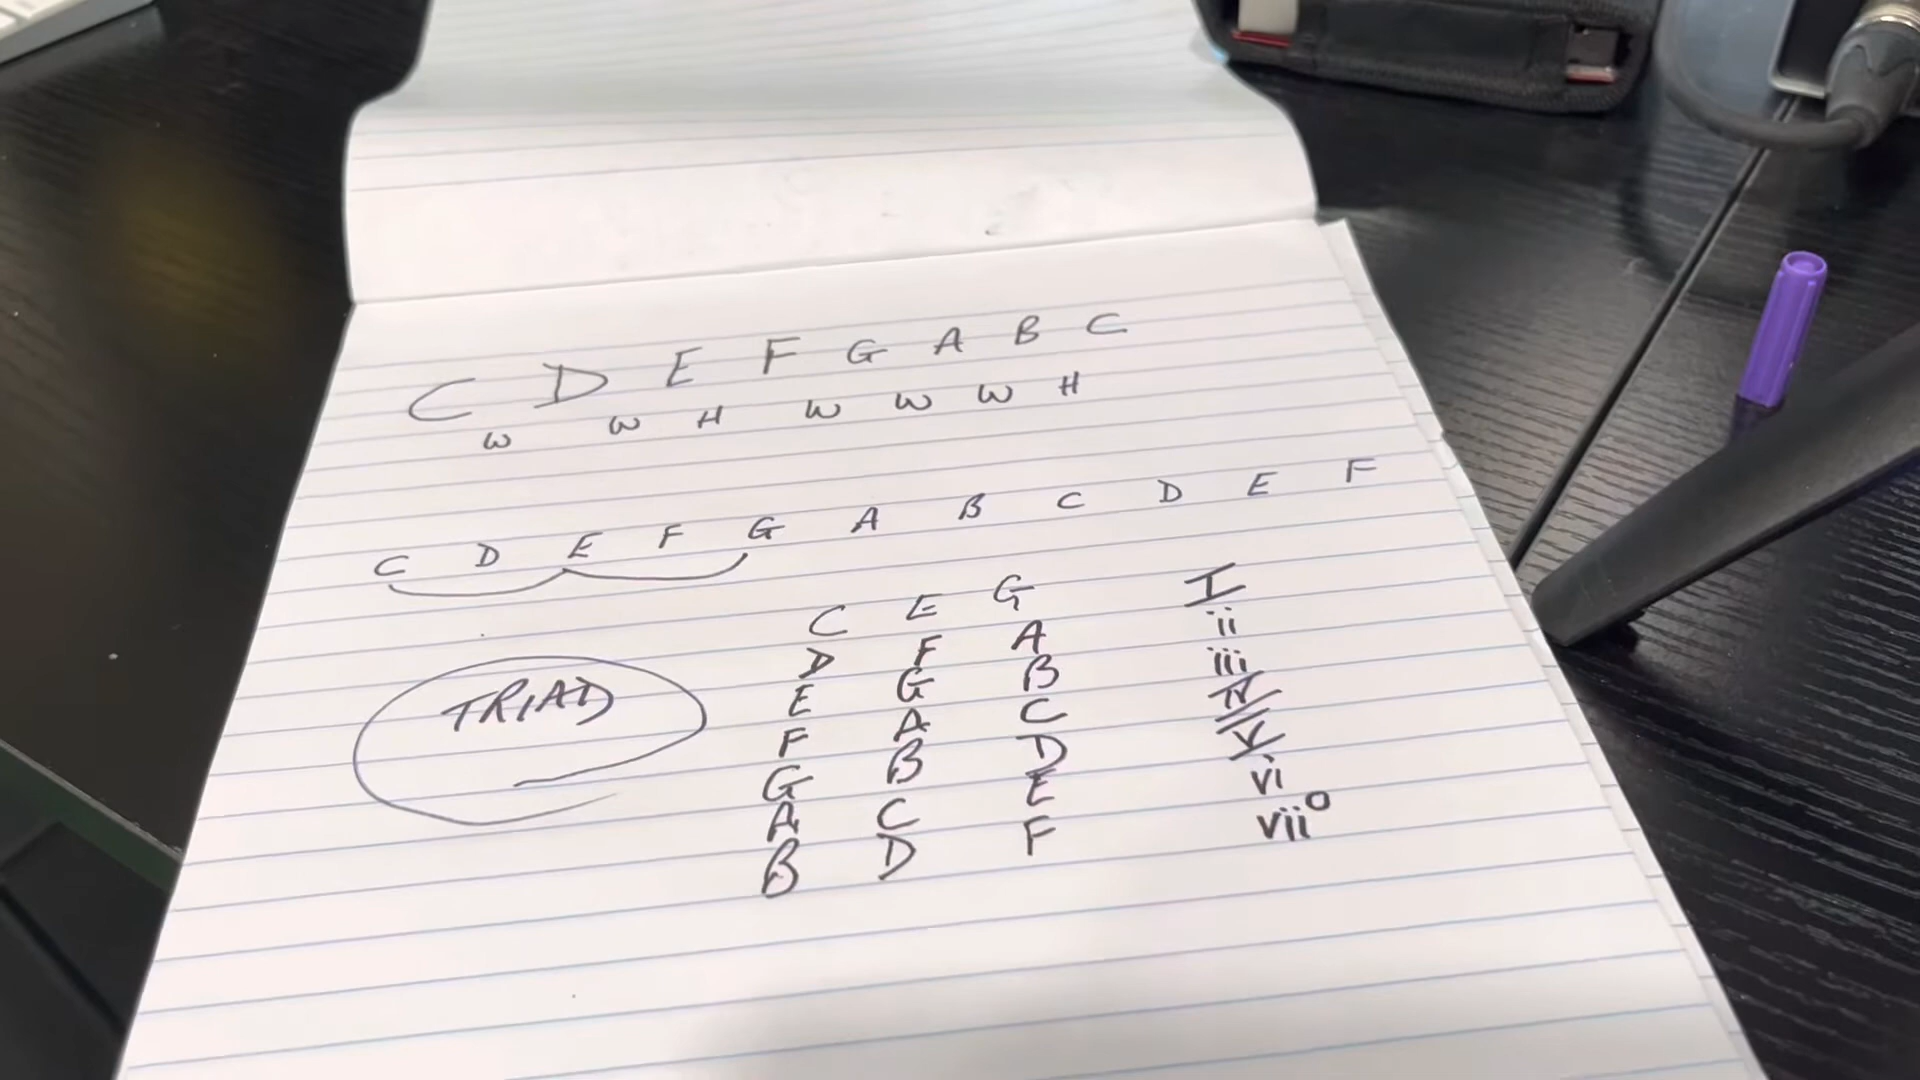 C D E F G A B C
W W H W W W H
C D E F G A B C D E F
C E G I
D F A ii
E G B iii
TRIAD
F A C IV
G B D V
A C E vi
B D F vii°